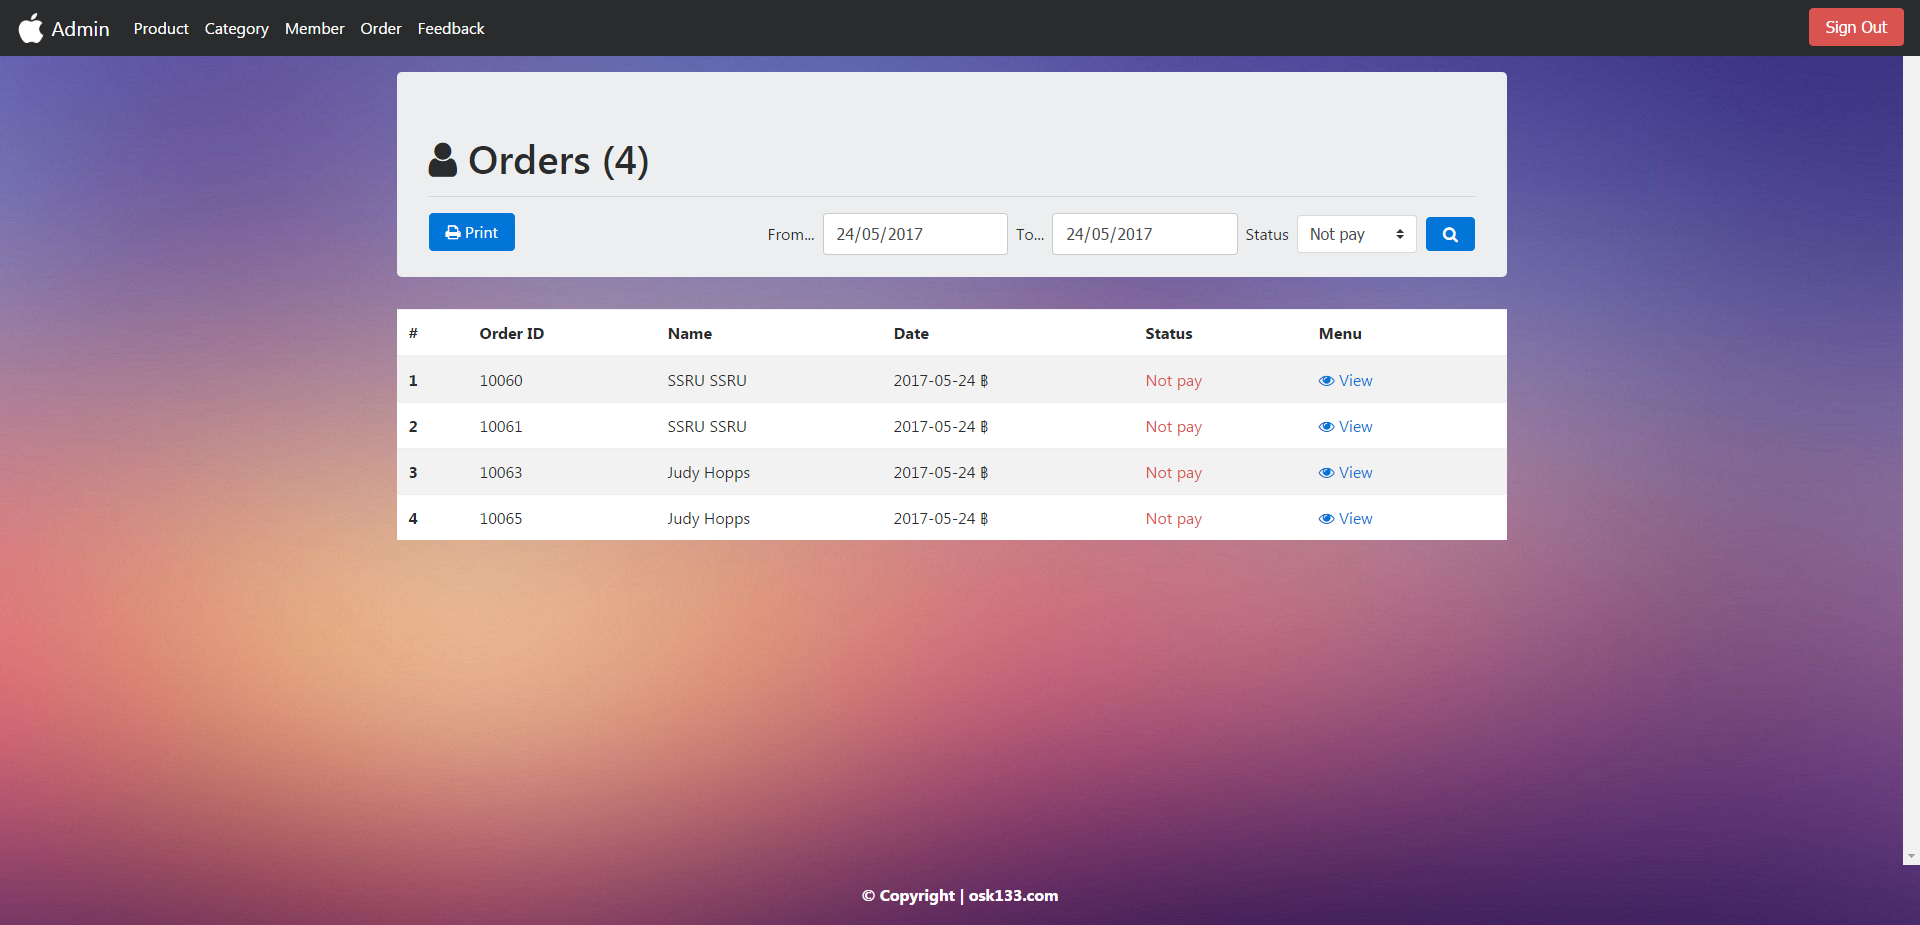 Admin Product Category Member Order Feedback Sign Out
Orders (4)
Print From... 24/05/2017 To... 24/05/2017 Status Not pay
# Order ID Name Date Status Menu
1 10060 SSRU SSRU 2017-05-24 ฿ Not pay View
2 10061 SSRU SSRU 2017-05-24 ฿ Not pay View
3 10063 Judy Hopps 2017-05-24 ฿ Not pay View
4 10065 Judy Hopps 2017-05-24 ฿ Not pay View
© Copyright | osk133.com